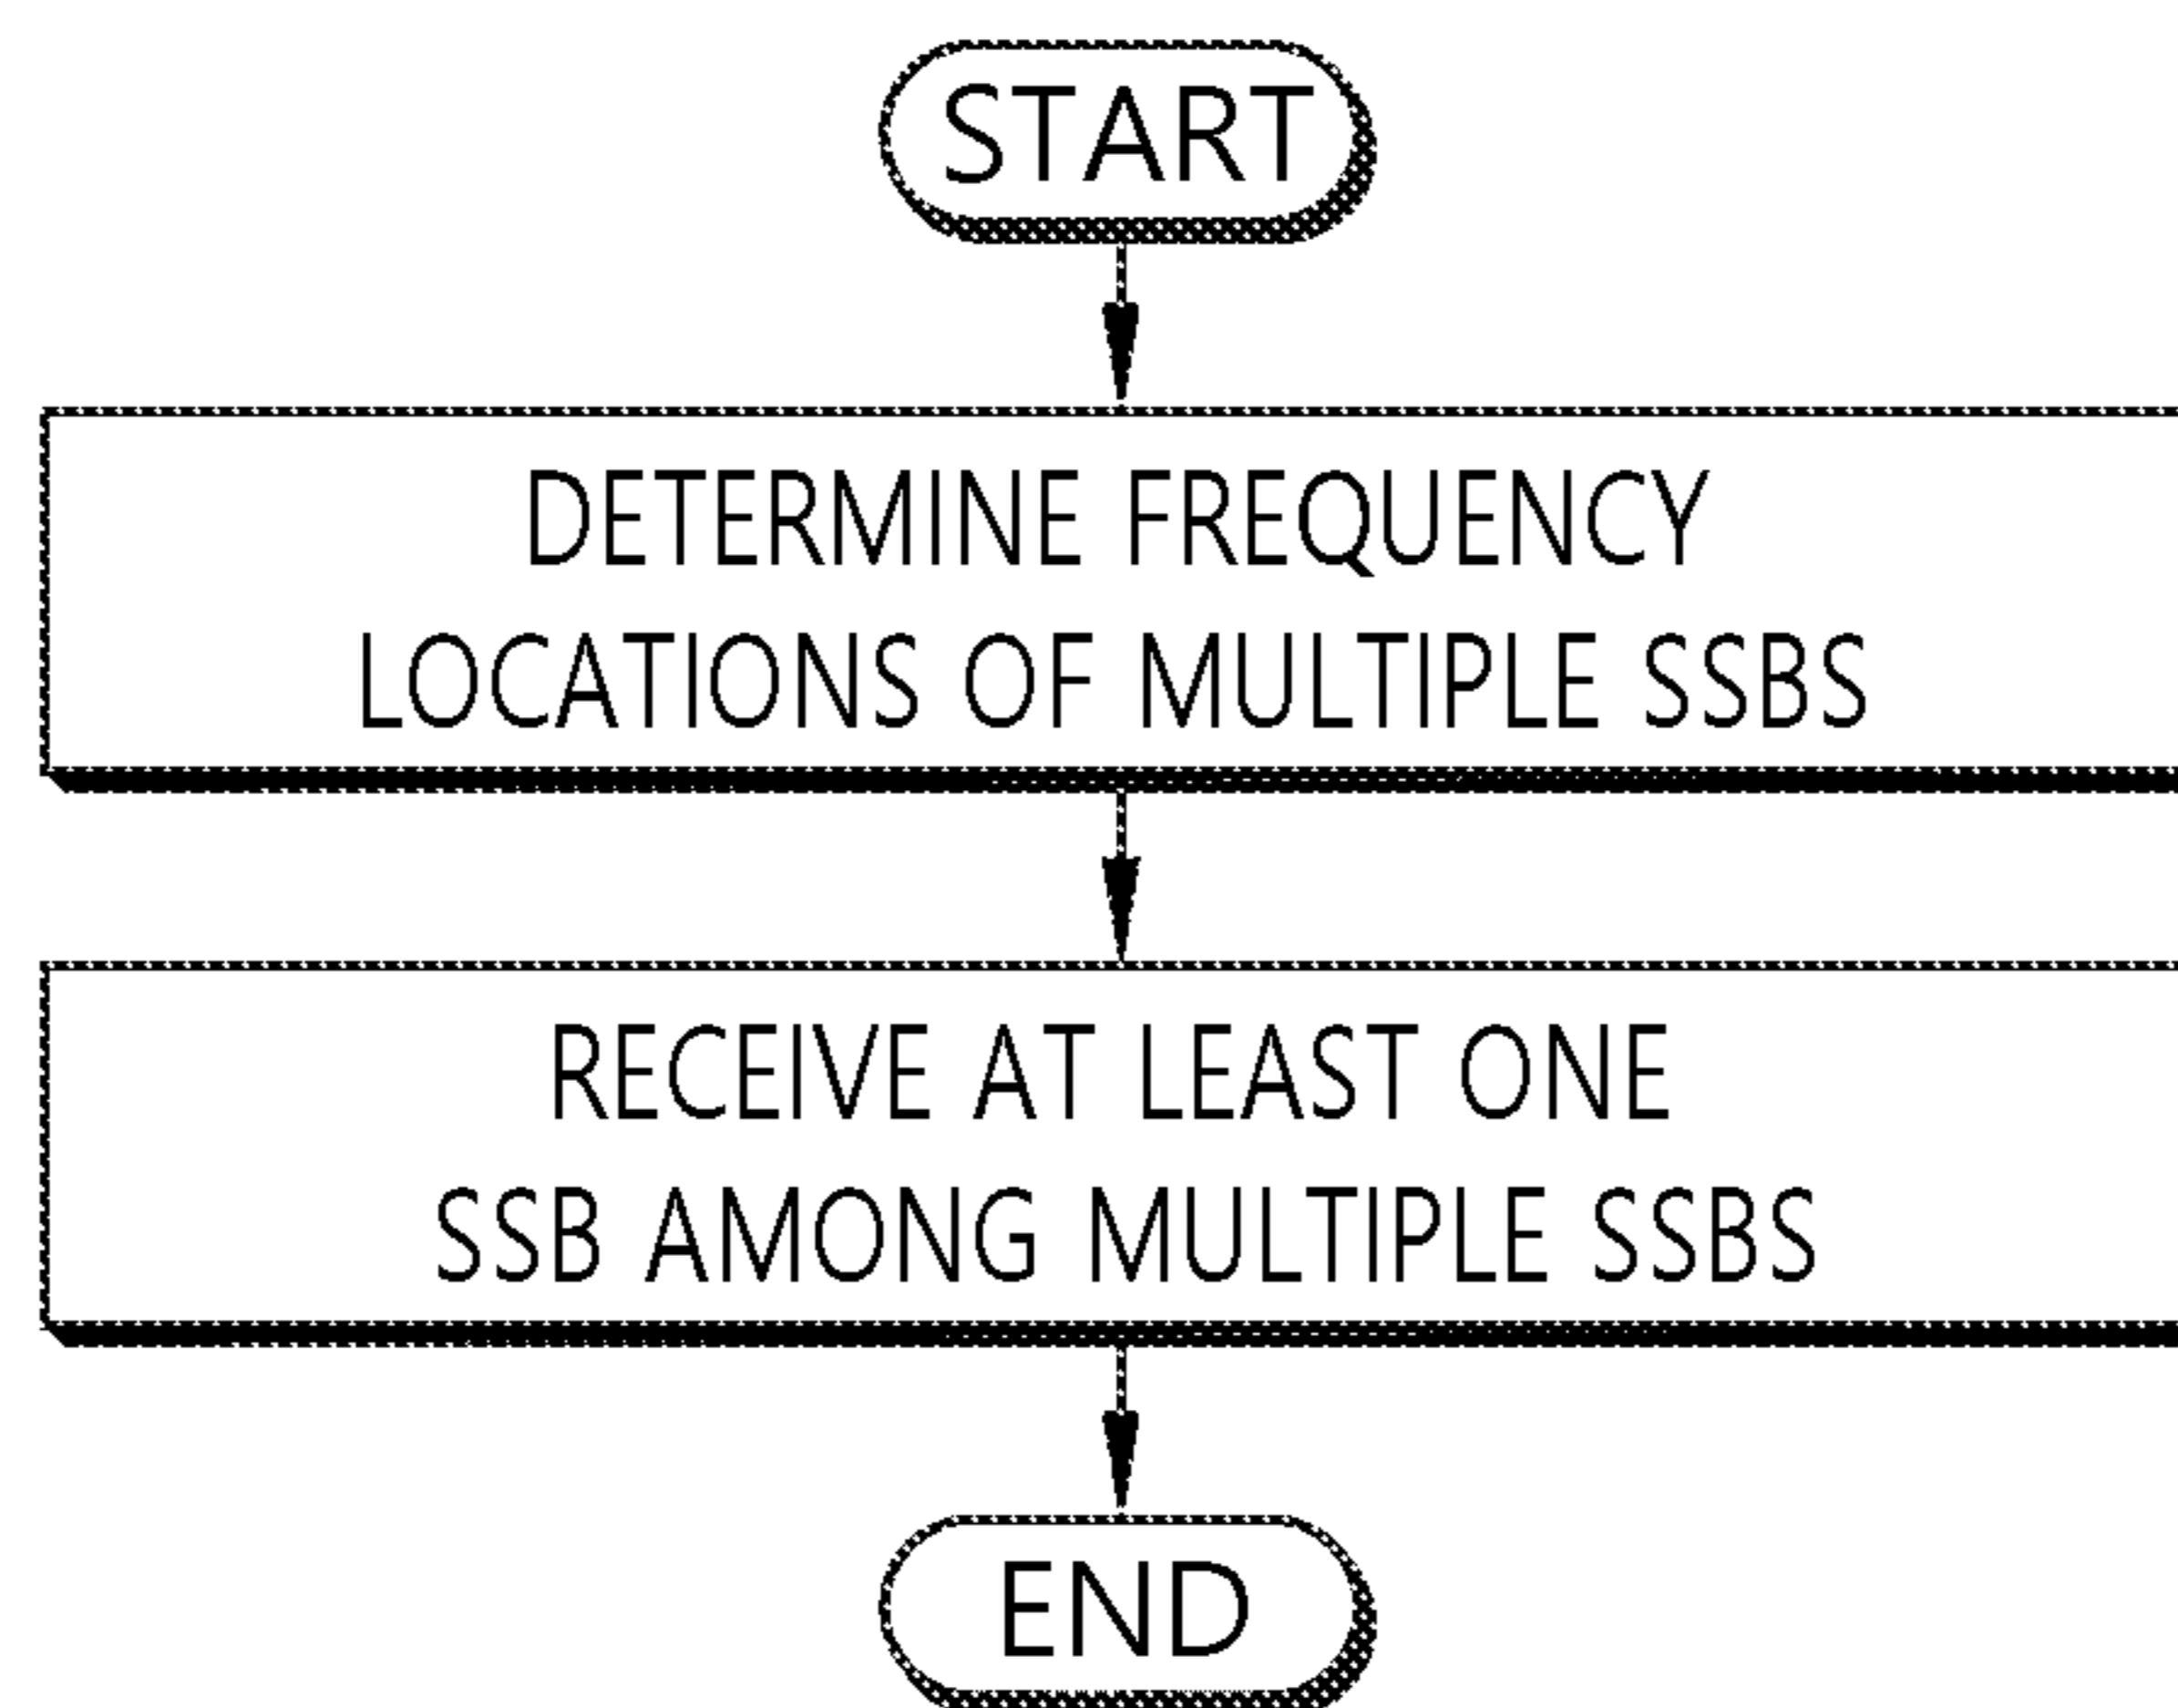 START
DETERMINE FREQUENCY
LOCATIONS OF MULTIPLE SSBS
RECEIVE AT LEAST ONE
SSB AMONG MULTIPLE SSBS
END